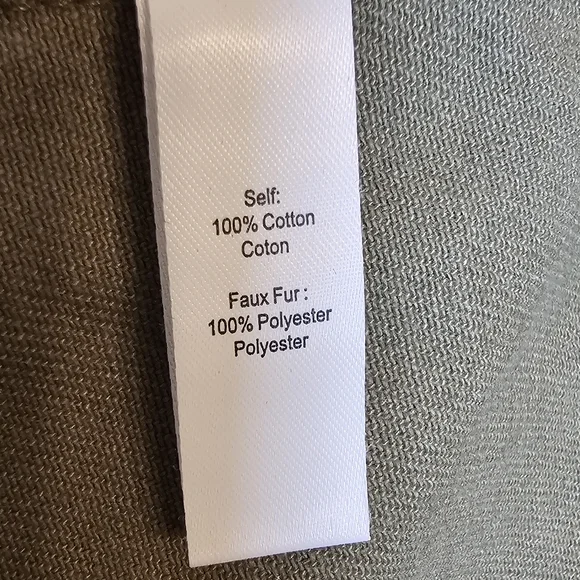 Self:
100% Cotton
Coton
Faux Fur :
100% Polyester
Polyester